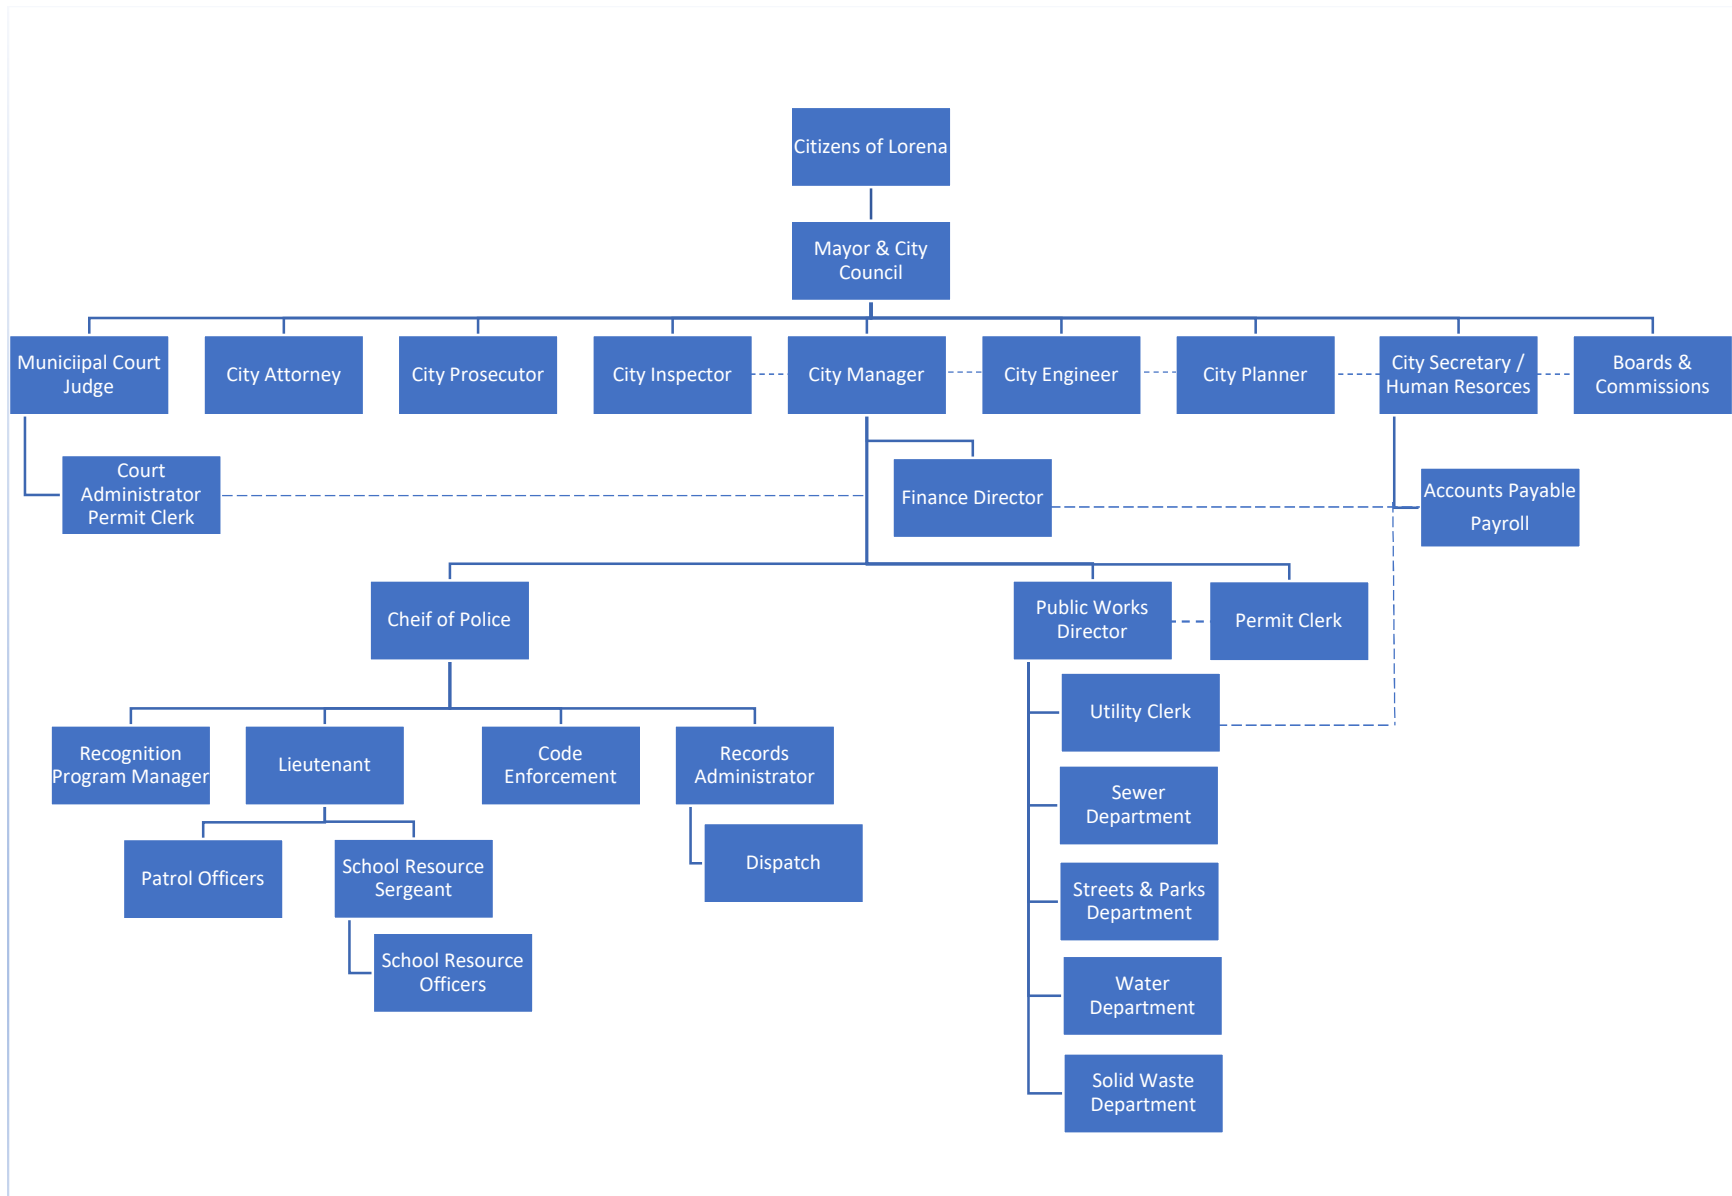 Citizens of Lorena
Mayor & City
Council
Municiipal Court
Judge
City Attorney
City Prosecutor
City Inspector
City Manager
City Engineer
City Planner
City Secretary /
Human Resorces
Boards &
Commissions
Court
Administrator
Permit Clerk
Finance Director
Accounts Payable
Payroll
Cheif of Police
Public Works
Director
Permit Clerk
Recognition
Program Manager
Lieutenant
Code
Enforcement
Records
Administrator
Utility Clerk
Patrol Officers
School Resource
Sergeant
Dispatch
School Resource
Officers
Sewer
Department
Streets & Parks
Department
Water
Department
Solid Waste
Department